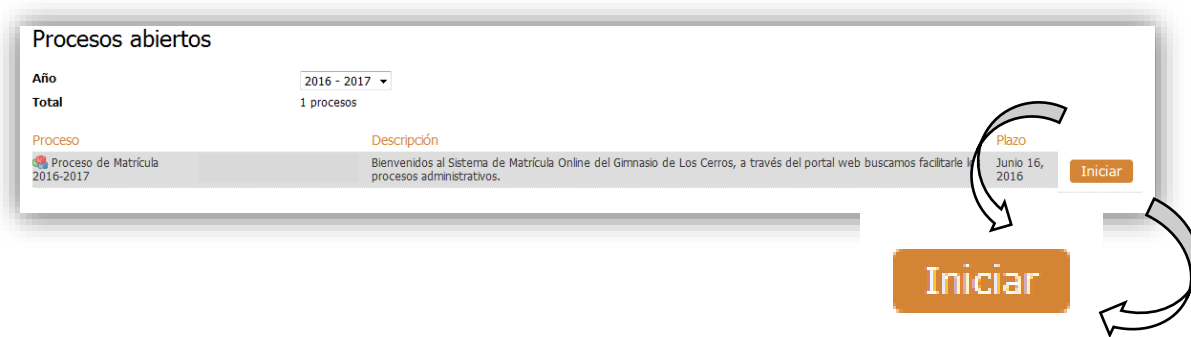 Procesos abiertos
Año 2016 - 2017
Total 1 procesos
Proceso Descripción Plazo
Proceso de Matrícula Bienvenidos al Sistema de Matrícula Online del Gimnasio de Los Cerros, a través del portal web buscamos facilitarle Junio 16, Iniciar
2016-2017 procesos administrativos. 2016
Iniciar